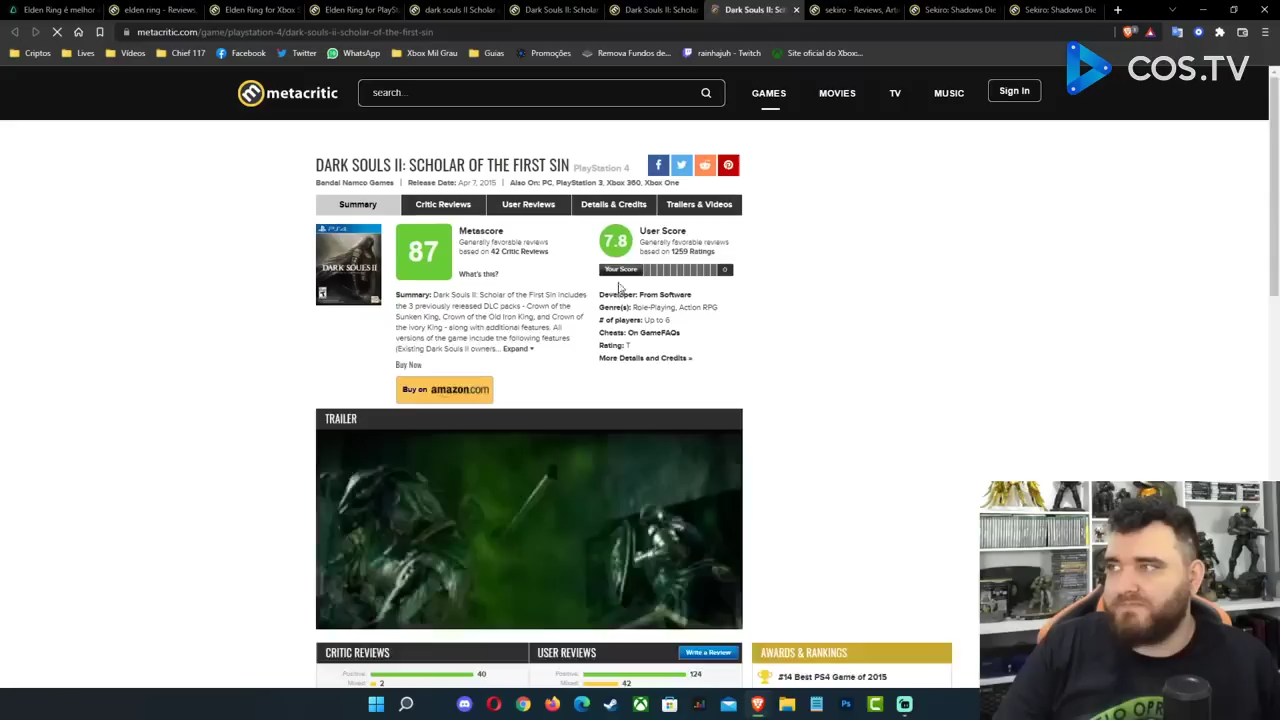 Elden Ring é melhor
elden ring - Reviews,
Elden Ring for Xbox
Elden Ring for PlaySt
dark souls II Scholar
Dark Souls II: Scholar
Dark Souls II: Scholar
Dark Souls II: Sc
sekiro - Reviews, Art
Sekiro: Shadows Die
Sekiro: Shadows Die
metacritic.com/game/playstation-4/dark-souls-ii-scholar-of-the-first-sin
Criptos
Lives
Vídeos
Chief 117
Facebook
Twitter
WhatsApp
Xbox Mil Grau
Guias
Promoções
Remova Fundos de...
rainhajuh - Twitch
Site oficial do Xbox...
COS.TV
metacritic
search...
GAMES
MOVIES
TV
MUSIC
Sign In
DARK SOULS II: SCHOLAR OF THE FIRST SIN PlayStation 4
Bandai Namco Games | Release Date: Apr 7, 2015 | Also On: PC, PlayStation 3, Xbox 360, Xbox One
Summary
Critic Reviews
User Reviews
Details & Credits
Trailers & Videos
PS4
DARK SOULS II
87
Metascore
Generally favorable reviews
based on 42 Critic Reviews
What's this?
7.8
User Score
Generally favorable reviews
based on 1259 Ratings
Your Score
0
Summary: Dark Souls II: Scholar of the First Sin includes
the 3 previously released DLC packs - Crown of the
Sunken King, Crown of the Old Iron King, and Crown of
the Ivory King - along with additional features. All
versions of the game include the following features
(Existing Dark Souls II owners... Expand
Buy Now
Buy on amazon.com
Developer: From Software
Genre(s): Role-Playing, Action RPG
# of players: Up to 6
Cheats: On GameFAQs
Rating: T
More Details and Credits »
TRAILER
CRITIC REVIEWS
Positive:
40
Mixed:
2
USER REVIEWS
Write a Review
Positive:
124
Mixed:
42
AWARDS & RANKINGS
#14 Best PS4 Game of 2015